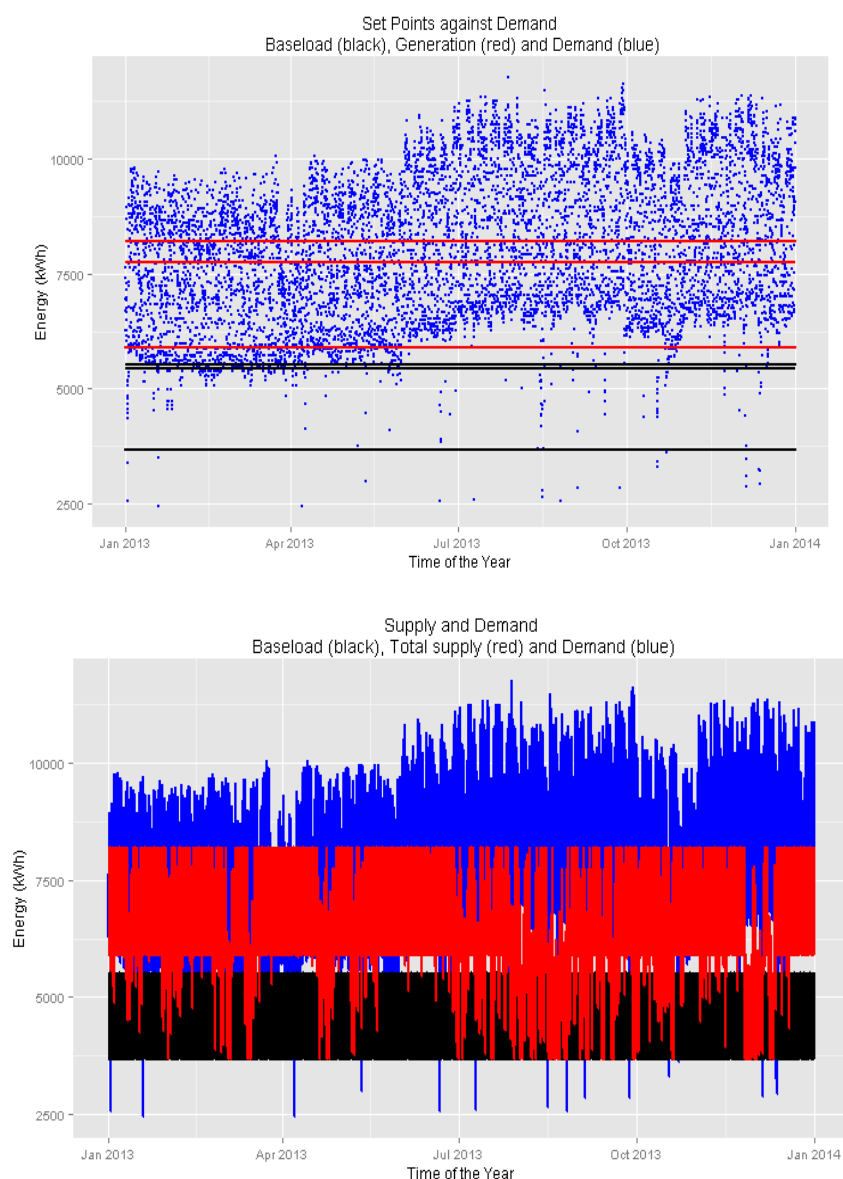 Set Points against Demand
Baseload (black), Generation (red) and Demand (blue)
Energy (kWh)
10000
7500
5000
2500
Jan 2013
Apr 2013
Jul 2013
Oct 2013
Jan 2014
Time of the Year
Supply and Demand
Baseload (black), Total supply (red) and Demand (blue)
Energy (kWh)
10000
7500
5000
2500
Jan 2013
Apr 2013
Jul 2013
Oct 2013
Jan 2014
Time of the Year